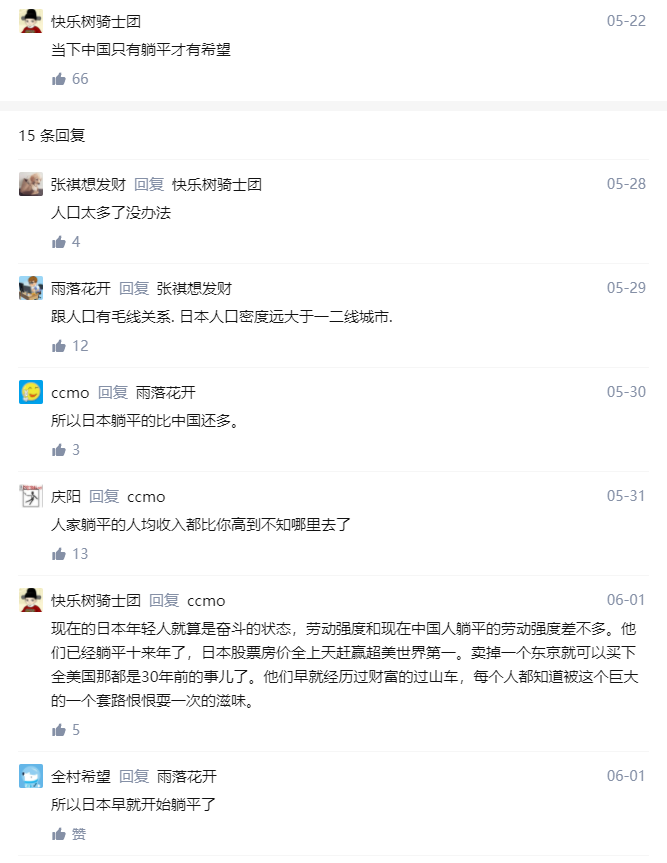 快乐树骑士团 05-22
当下中国只有躺平才有希望
66
15 条回复
张祺想发财 回复 快乐树骑士团 05-28
人口太多了没办法
4
雨落花开 回复 张祺想发财 05-29
跟人口有毛线关系. 日本人口密度远大于一二线城市.
12
ccmo 回复 雨落花开 05-30
所以日本躺平的比中国还多。
3
庆阳 回复 ccmo 05-31
人家躺平的人均收入都比你高到不知哪里去了
13
快乐树骑士团 回复 ccmo 06-01
现在的日本年轻人就算是奋斗的状态，劳动强度和现在中国人躺平的劳动强度差不多。他
们已经躺平十来年了，日本股票房价全上天赶赢超美世界第一。卖掉一个东京就可以买下
全美国那都是30年前的事儿了。他们早就经历过财富的过山车，每个人都知道被这个巨大
的一个套路恨恨耍一次的滋味。
5
全村希望 回复 雨落花开 06-01
所以日本早就开始躺平了
赞